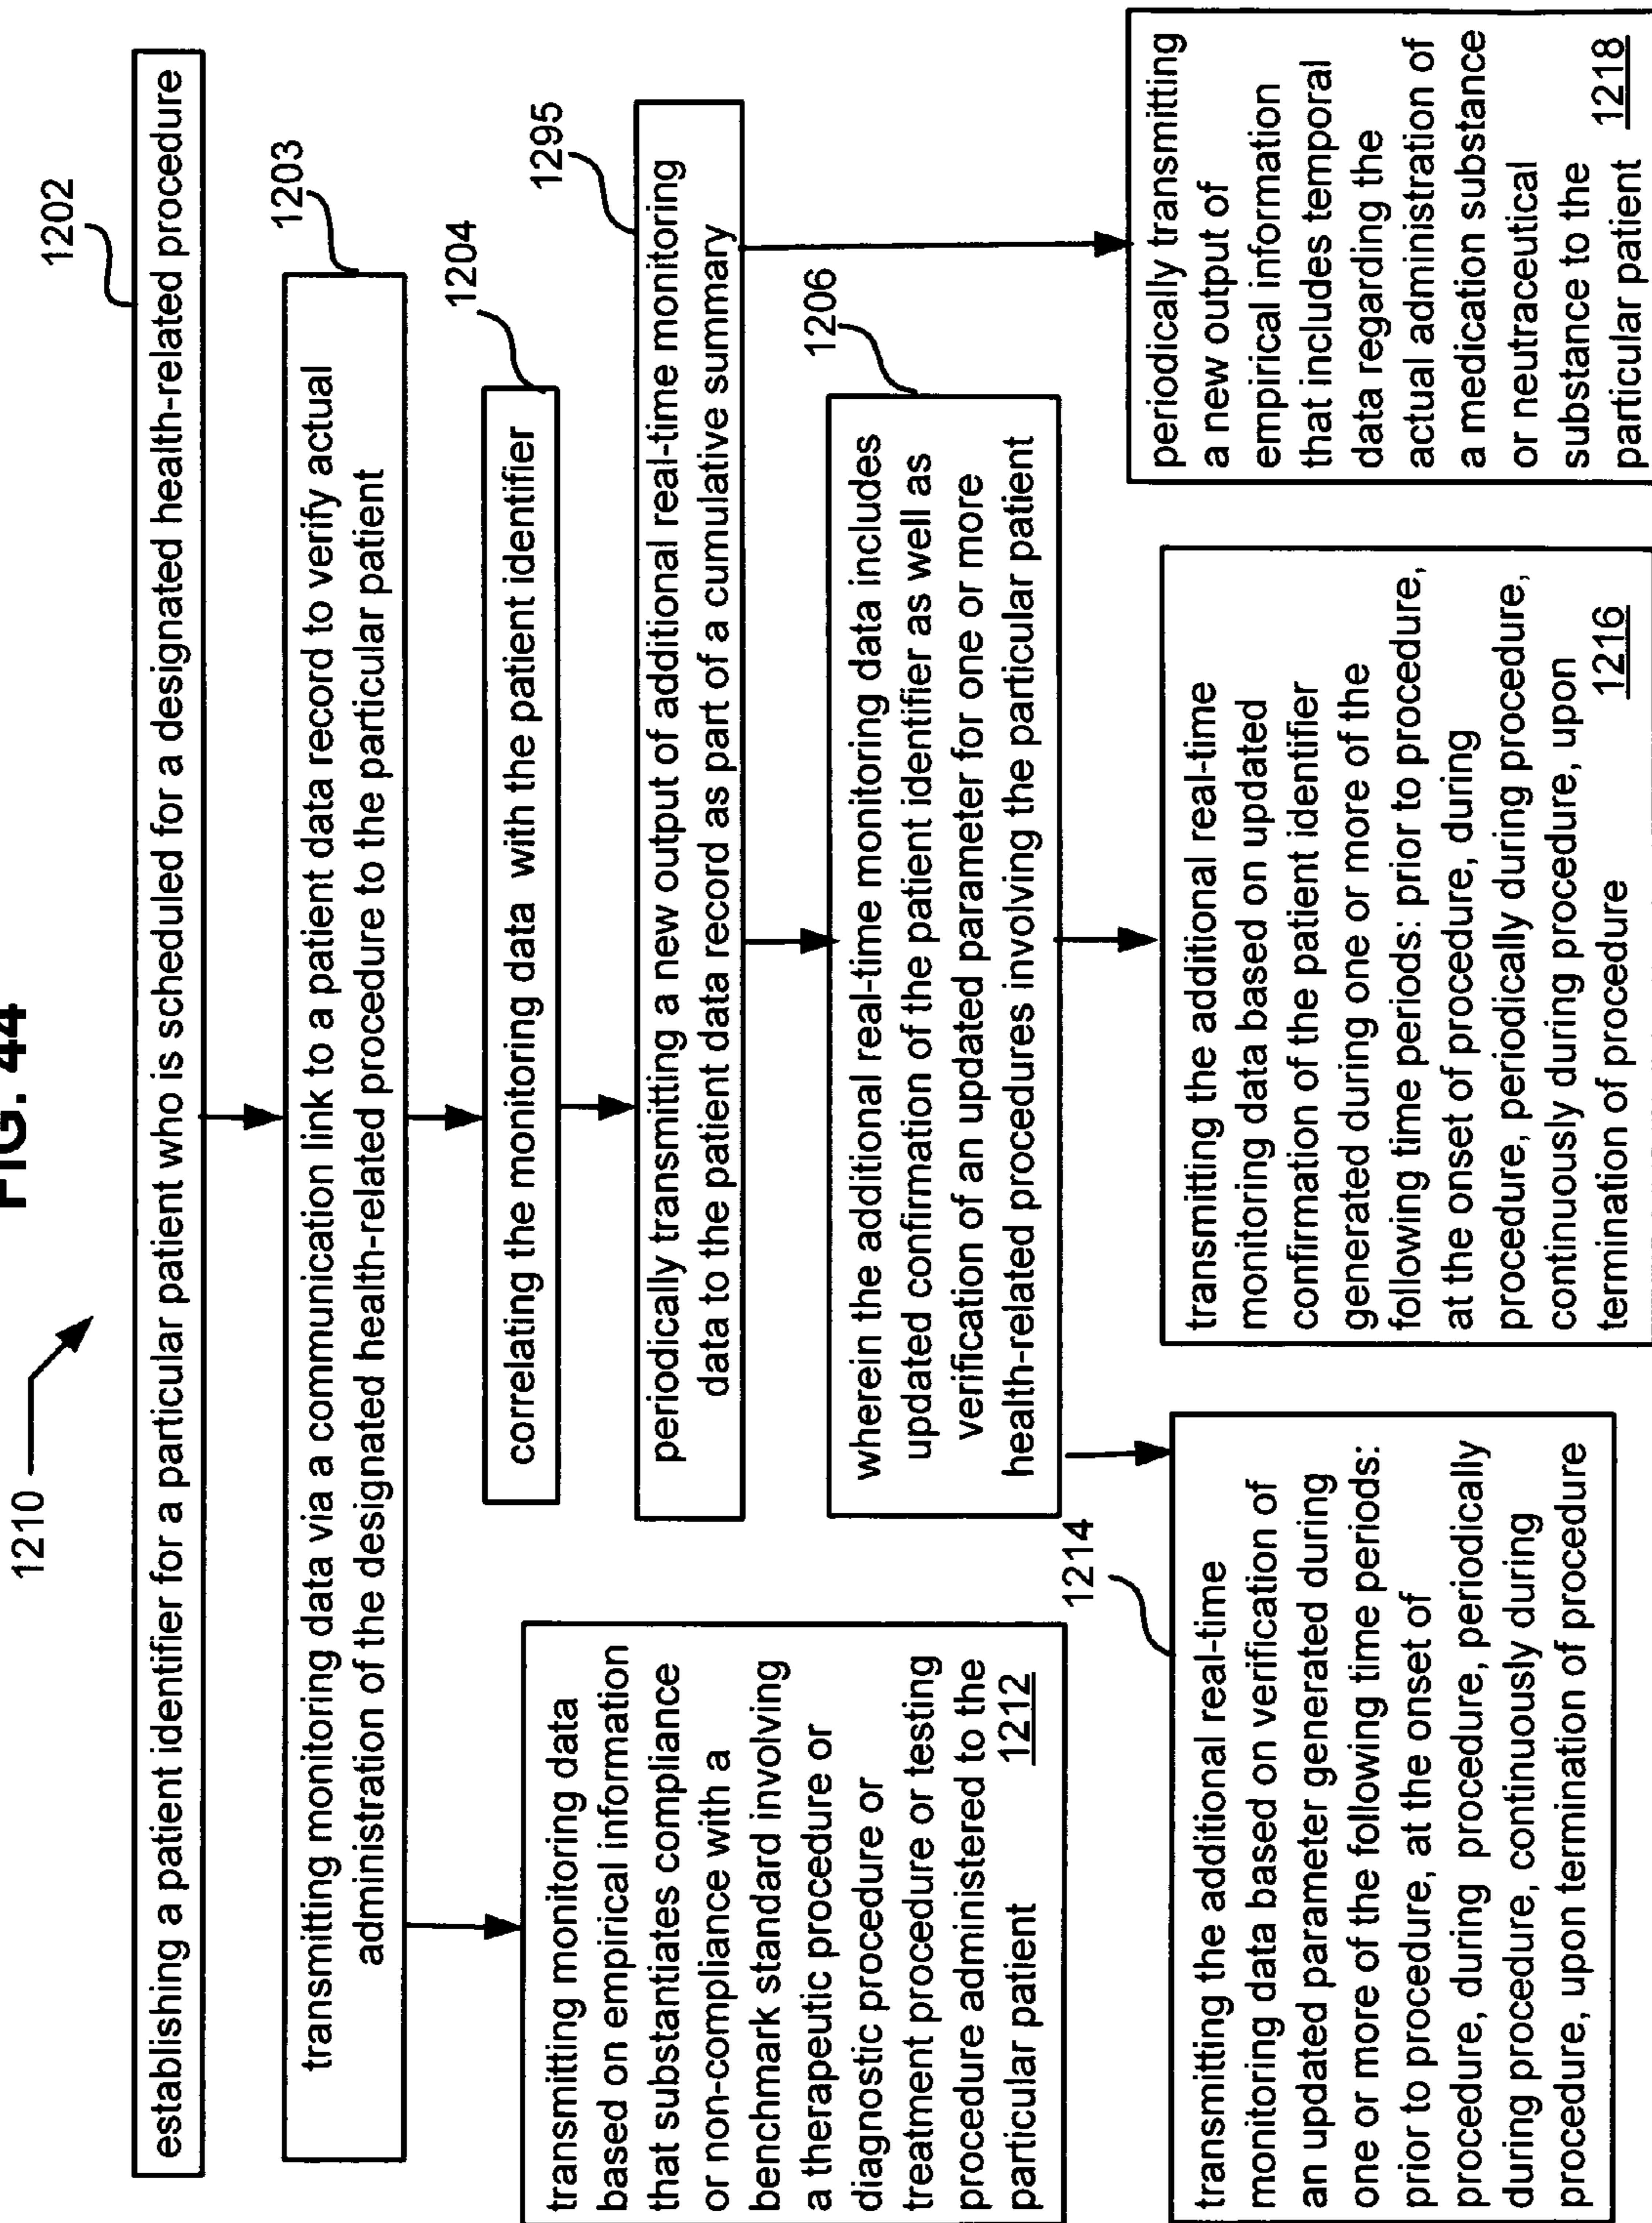 FIG. 44
1210
1202
establishing a patient identifier for a particular patient who is scheduled for a designated health-related procedure
1203
transmitting monitoring data via a communication link to a patient data record to verify actual
administration of the designated health-related procedure to the particular patient
1204
correlating the monitoring data with the patient identifier
1295
periodically transmitting a new output of additional real-time monitoring
data to the patient data record as part of a cumulative summary
1206
wherein the additional real-time monitoring data includes
updated confirmation of the patient identifier as well as
verification of an updated parameter for one or more
health-related procedures involving the particular patient
transmitting monitoring data
based on empirical information
that substantiates compliance
or non-compliance with a
benchmark standard involving
a therapeutic procedure or
diagnostic procedure or
treatment procedure or testing
procedure administered to the
particular patient 1212
1214
transmitting the additional real-time
monitoring data based on verification of
an updated parameter generated during
one or more of the following time periods:
prior to procedure, at the onset of
procedure, during procedure, periodically
during procedure, continuously during
procedure, upon termination of procedure
transmitting the additional real-time
monitoring data based on updated
confirmation of the patient identifier
generated during one or more of the
following time periods: prior to procedure,
at the onset of procedure, during
procedure, periodically during procedure,
continuously during procedure, upon
termination of procedure 1216
periodically transmitting
a new output of
empirical information
that includes temporal
data regarding the
actual administration of
a medication substance
or neutraceutical
substance to the
particular patient 1218